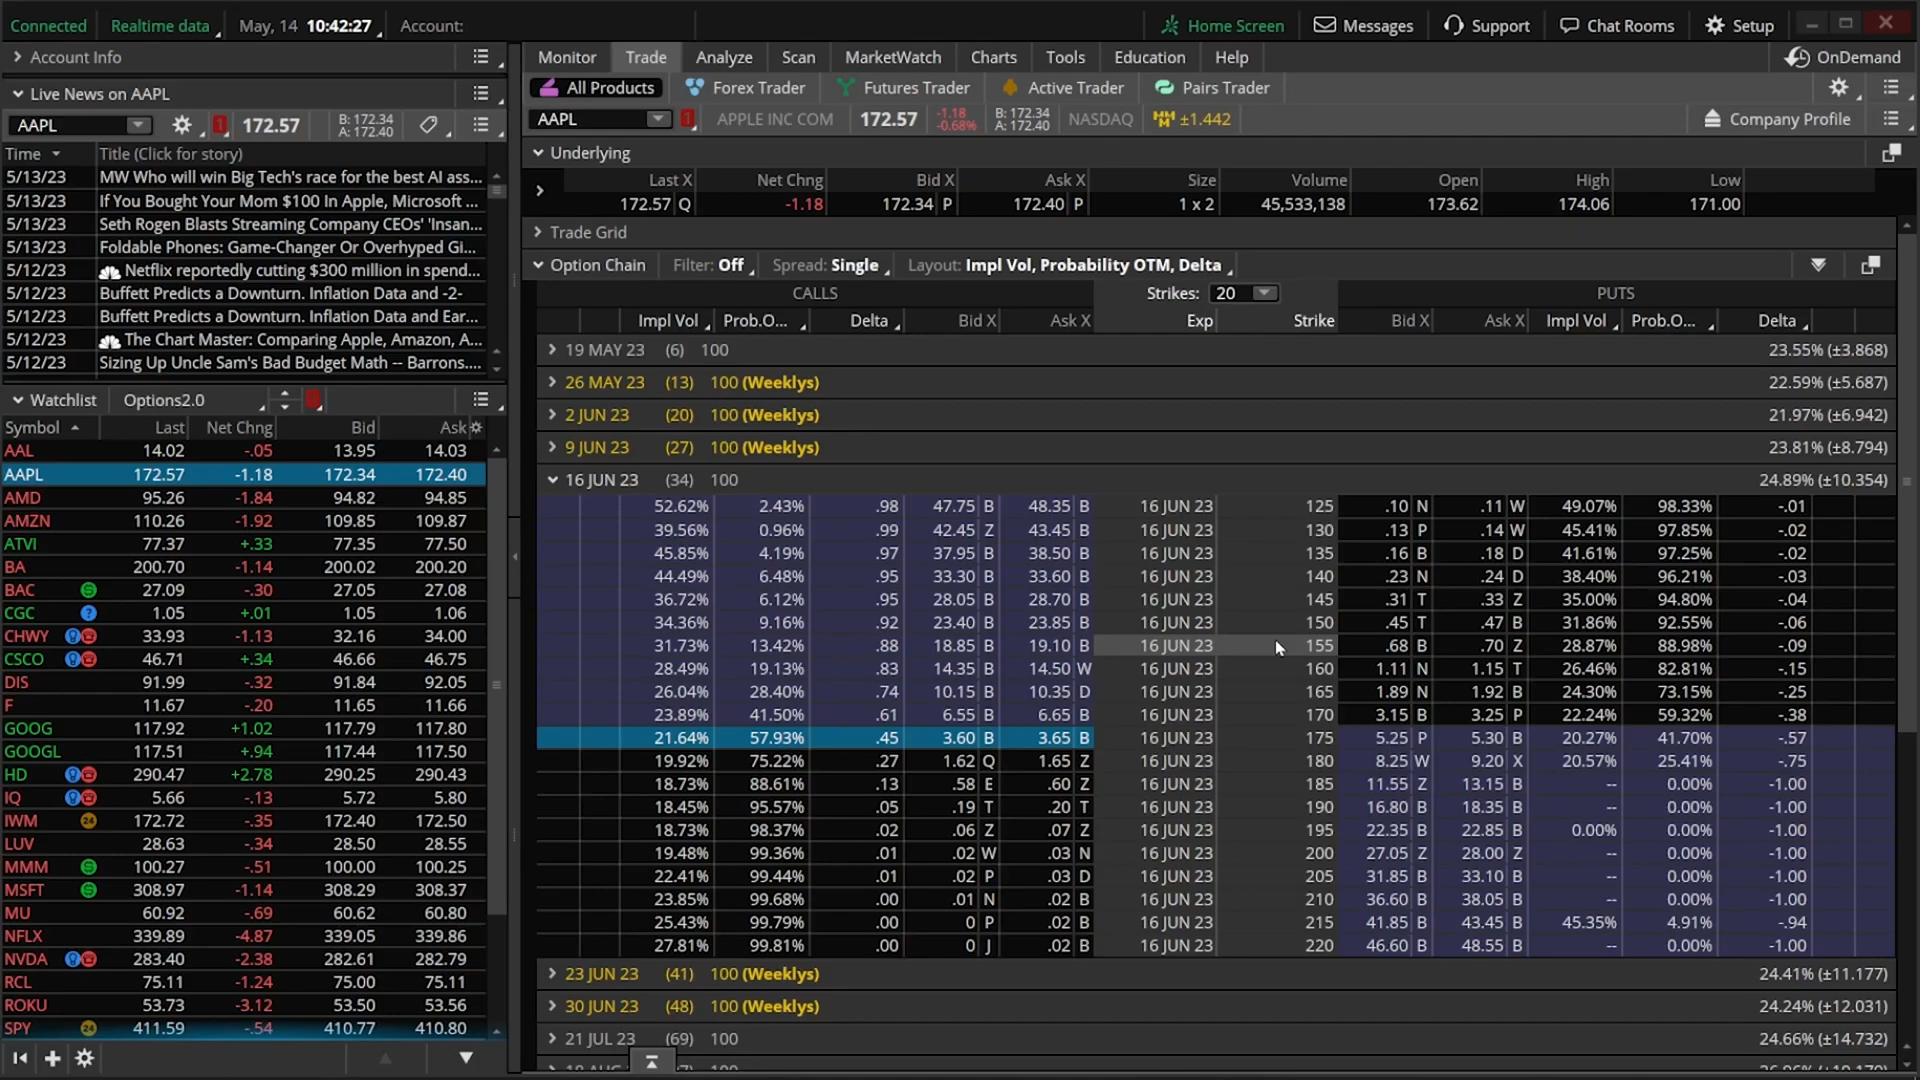 Connected Realtime data May, 14 10:42:27 Account: Home Screen Messages Support Chat Rooms Setup
Account Info
Live News on AAPL
AAPL 1 172.57 B: 172.34 A: 172.40
Time Title (Click for story)
5/13/23 MW Who will win Big Tech's race for the best AI ass...
5/13/23 If You Bought Your Mom $100 In Apple, Microsoft ...
5/13/23 Seth Rogen Blasts Streaming Company CEOs' 'Insan...
5/13/23 Foldable Phones: Game-Changer Or Overhyped Gi...
5/12/23 Netflix reportedly cutting $300 million in spend...
5/12/23 Buffett Predicts a Downturn. Inflation Data and -2-
5/12/23 Buffett Predicts a Downturn. Inflation Data and Ear...
5/12/23 The Chart Master: Comparing Apple, Amazon, A...
5/12/23 Sizing Up Uncle Sam's Bad Budget Math -- Barrons....
Watchlist Options2.0
Symbol Last Net Chng Bid Ask
AAL 14.02 -.05 13.95 14.03
AAPL 172.57 -1.18 172.34 172.40
AMD 95.26 -1.84 94.82 94.85
AMZN 110.26 -1.92 109.85 109.87
ATVI 77.37 +.33 77.35 77.50
BA 200.70 -1.14 200.02 200.20
BAC 27.09 -.30 27.05 27.08
CGC 1.05 +.01 1.05 1.06
CHWY 33.93 -1.13 32.16 34.00
CSCO 46.71 +.34 46.66 46.75
DIS 91.99 -.32 91.84 92.05
F 11.67 -.20 11.65 11.66
GOOG 117.92 +1.02 117.79 117.80
GOOGL 117.51 +.94 117.44 117.50
HD 290.47 +2.78 290.25 290.43
IQ 5.66 -.13 5.72 5.80
IWM 24 172.72 -.35 172.40 172.50
LUV 28.63 -.34 28.50 28.55
MMM 100.27 -.51 100.00 100.25
MSFT 308.97 -1.14 308.29 308.37
MU 60.92 -.69 60.62 60.80
NFLX 339.89 -4.87 339.05 339.86
NVDA 283.40 -2.38 282.61 282.79
RCL 75.11 -1.24 75.00 75.11
ROKU 53.73 -3.12 53.50 53.56
SPY 24 411.59 -.54 410.77 410.80
Monitor Trade Analyze Scan MarketWatch Charts Tools Education Help OnDemand
All Products Forex Trader Futures Trader Active Trader Pairs Trader
AAPL 1 APPLE INC COM 172.57 -1.18 -0.68% B: 172.34 A: 172.40 NASDAQ ±1.442 Company Profile
Underlying
Last X Net Chng Bid X Ask X Size Volume Open High Low
172.57 Q -1.18 172.34 P 172.40 P 1 x 2 45,533,138 173.62 174.06 171.00
Trade Grid
Option Chain Filter: Off Spread: Single Layout: Impl Vol, Probability OTM, Delta
CALLS Strikes: 20 PUTS
Impl Vol Prob.O... Delta Bid X Ask X Exp Strike Bid X Ask X Impl Vol Prob.O... Delta
19 MAY 23 (6) 100 23.55% (±3.868)
26 MAY 23 (13) 100 (Weeklys) 22.59% (±5.687)
2 JUN 23 (20) 100 (Weeklys) 21.97% (±6.942)
9 JUN 23 (27) 100 (Weeklys) 23.81% (±8.794)
16 JUN 23 (34) 100 24.89% (±10.354)
52.62% 2.43% .98 47.75 B 48.35 B 16 JUN 23 125 .10 N .11 W 49.07% 98.33% -.01
39.56% 0.96% .99 42.45 Z 43.45 B 16 JUN 23 130 .13 P .14 W 45.41% 97.85% -.02
45.85% 4.19% .97 37.95 B 38.50 B 16 JUN 23 135 .16 B .18 D 41.61% 97.25% -.02
44.49% 6.48% .95 33.30 B 33.60 B 16 JUN 23 140 .23 N .24 D 38.40% 96.21% -.03
36.72% 6.12% .95 28.05 B 28.70 B 16 JUN 23 145 .31 T .33 Z 35.00% 94.80% -.04
34.36% 9.16% .92 23.40 B 23.85 B 16 JUN 23 150 .45 T .47 B 31.86% 92.55% -.06
31.73% 13.42% .88 18.85 B 19.10 B 16 JUN 23 155 .68 B .70 Z 28.87% 88.98% -.09
28.49% 19.13% .83 14.35 B 14.50 W 16 JUN 23 160 1.11 N 1.15 T 26.46% 82.81% -.15
26.04% 28.40% .74 10.15 B 10.35 D 16 JUN 23 165 1.89 N 1.92 B 24.30% 73.15% -.25
23.89% 41.50% .61 6.55 B 6.65 B 16 JUN 23 170 3.15 B 3.25 P 22.24% 59.32% -.38
21.64% 57.93% .45 3.60 B 3.65 B 16 JUN 23 175 5.25 P 5.30 B 20.27% 41.70% -.57
19.92% 75.22% .27 1.62 Q 1.65 Z 16 JUN 23 180 8.25 W 9.20 X 20.57% 25.41% -.75
18.73% 88.61% .13 .58 E .60 Z 16 JUN 23 185 11.55 Z 13.15 B -- 0.00% -1.00
18.45% 95.57% .05 .19 T .20 T 16 JUN 23 190 16.80 B 18.35 B -- 0.00% -1.00
18.73% 98.37% .02 .06 Z .07 Z 16 JUN 23 195 22.35 B 22.85 B 0.00% 0.00% -1.00
19.48% 99.36% .01 .02 W .03 N 16 JUN 23 200 27.05 Z 28.00 Z -- 0.00% -1.00
22.41% 99.44% .01 .02 P .03 D 16 JUN 23 205 31.85 B 33.10 B -- 0.00% -1.00
23.85% 99.68% .00 .01 N .02 B 16 JUN 23 210 36.60 B 38.05 B -- 0.00% -1.00
25.43% 99.79% .00 0 P .02 B 16 JUN 23 215 41.85 B 43.45 B 45.35% 4.91% -.94
27.81% 99.81% .00 0 J .02 B 16 JUN 23 220 46.60 B 48.55 B -- 0.00% -1.00
23 JUN 23 (41) 100 (Weeklys) 24.41% (±11.177)
30 JUN 23 (48) 100 (Weeklys) 24.24% (±12.031)
21 JUL 23 (69) 100 24.66% (±14.732)